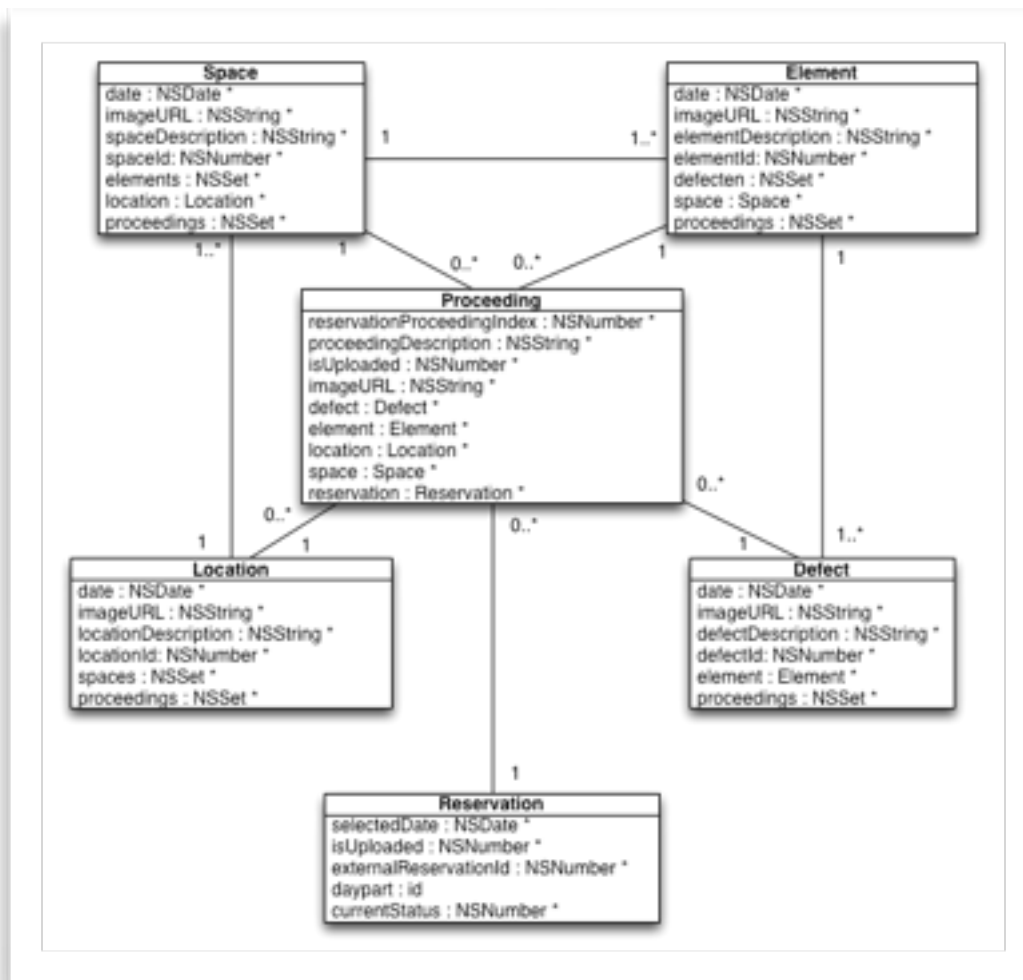 Space
date : NSDate *
imageURL : NSString *
spaceDescription : NSString *
spaceId: NSNumber *
elements : NSSet *
location : Location *
proceedings : NSSet *
Element
date : NSDate *
imageURL : NSString *
elementDescription : NSString *
elementId: NSNumber *
defecten : NSSet *
space : Space *
proceedings : NSSet *
1
1..*
1..*
1
0..*
0..*
1
1
Proceeding
reservationProceedingIndex : NSNumber *
proceedingDescription : NSString *
isUploaded : NSNumber *
imageURL : NSString *
defect : Defect *
element : Element *
location : Location *
space : Space *
reservation : Reservation *
0..*
0..*
0..*
1
1
1
1..*
Location
date : NSDate *
imageURL : NSString *
locationDescription : NSString *
locationId: NSNumber *
spaces : NSSet *
proceedings : NSSet *
Defect
date : NSDate *
imageURL : NSString *
defectDescription : NSString *
defectId: NSNumber *
element : Element *
proceedings : NSSet *
1
Reservation
selectedDate : NSDate *
isUploaded : NSNumber *
externalReservationId : NSNumber *
daypart : id
currentStatus : NSNumber *